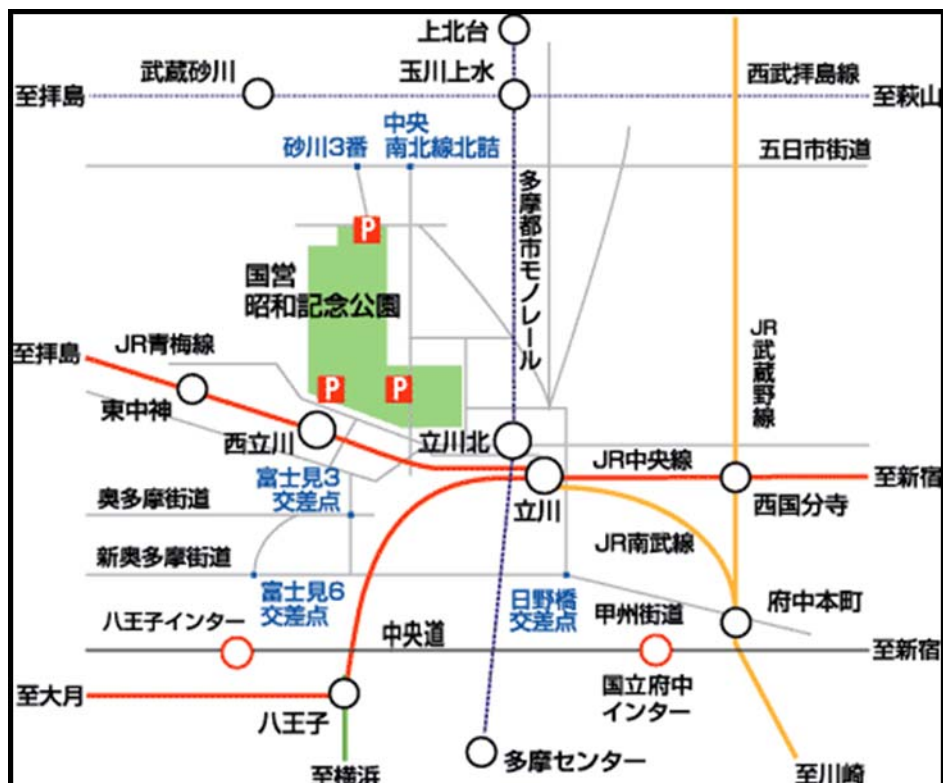 上北台
武蔵砂川
玉川上水
西武拝島線
至拝島
至萩山
中央
南北線北詰
砂川3番
五日市街道
多摩都市モノレール
P
国営
昭和記念公園
JR武蔵野線
JR青梅線
至拝島
P
P
東中神
西立川
立川北
JR中央線
至新宿
富士見3
交差点
奥多摩街道
立川
西国分寺
JR南武線
新奥多摩街道
富士見6
交差点
日野橋
交差点
甲州街道
府中本町
八王子インター
中央道
至新宿
国立府中
インター
至大月
八王子
多摩センター
至横浜
至川崎